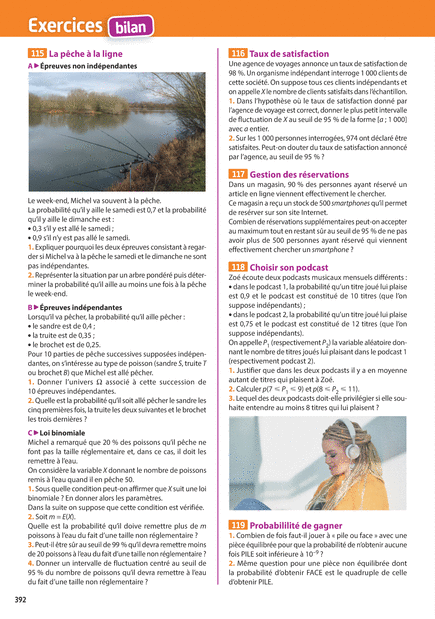 Exercices bilan
115 La pêche à la ligne
A ▶ Épreuves non indépendantes
Le week-end, Michel va souvent à la pêche.
La probabilité qu'il y aille le samedi est 0,7 et la probabilité
qu'il y aille le dimanche est :
• 0,3 s'il y est allé le samedi ;
• 0,9 s'il n'y est pas allé le samedi.
1. Expliquer pourquoi les deux épreuves consistant à regar-
der si Michel va à la pêche le samedi et le dimanche ne sont
pas indépendantes.
2. Représenter la situation par un arbre pondéré puis déter-
miner la probabilité qu'il aille au moins une fois à la pêche
le week-end.
B ▶ Épreuves indépendantes
Lorsqu'il va pêcher, la probabilité qu'il aille pêcher :
• le sandre est de 0,4 ;
• la truite est de 0,35 ;
• le brochet est de 0,25.
Pour 10 parties de pêche successives supposées indépen-
dantes, on s'intéresse au type de poisson (sandre S, truite T
ou brochet B) que Michel est allé pêcher.
1. Donner l'univers Ω associé à cette succession de
10 épreuves indépendantes.
2. Quelle est la probabilité qu'il soit allé pêcher le sandre les
cinq premières fois, la truite les deux suivantes et le brochet
les trois dernières ?
C ▶ Loi binomiale
Michel a remarqué que 20 % des poissons qu'il pêche ne
font pas la taille réglementaire et, dans ce cas, il doit les
remettre à l'eau.
On considère la variable X donnant le nombre de poissons
remis à l'eau quand il en pêche 50.
1. Sous quelle condition peut-on affirmer que X suit une loi
binomiale ? En donner alors les paramètres.
Dans la suite on suppose que cette condition est vérifiée.
2. Soit m = E(X).
Quelle est la probabilité qu'il doive remettre plus de m
poissons à l'eau du fait d'une taille non réglementaire ?
3. Peut-il être sûr au seuil de 99 % qu'il devra remettre moins
de 20 poissons à l'eau du fait d'une taille non réglementaire ?
4. Donner un intervalle de fluctuation centré au seuil de
95 % du nombre de poissons qu'il devra remettre à l'eau
du fait d'une taille non réglementaire ?
116 Taux de satisfaction
Une agence de voyages annonce un taux de satisfaction de
98 %. Un organisme indépendant interroge 1 000 clients de
cette société. On suppose tous ces clients indépendants et
on appelle X le nombre de clients satisfaits dans l'échantillon.
1. Dans l'hypothèse où le taux de satisfaction donné par
l'agence de voyage est correct, donner le plus petit intervalle
de fluctuation de X au seuil de 95 % de la forme [a ; 1 000]
avec a entier.
2. Sur les 1 000 personnes interrogées, 974 ont déclaré être
satisfaites. Peut-on douter du taux de satisfaction annoncé
par l'agence, au seuil de 95 % ?
117 Gestion des réservations
Dans un magasin, 90 % des personnes ayant réservé un
article en ligne viennent effectivement le chercher.
Ce magasin a reçu un stock de 500 smartphones qu'il permet
de reserver sur son site Internet.
Combien de réservations supplémentaires peut-on accepter
au maximum tout en restant sûr au seuil de 95 % de ne pas
avoir plus de 500 personnes ayant réservé qui viennent
effectivement chercher un smartphone ?
118 Choisir son podcast
Zoé écoute deux podcasts musicaux mensuels différents :
• dans le podcast 1, la probabilité qu'un titre joué lui plaise
est 0,9 et le podcast est constitué de 10 titres (que l'on
suppose indépendants) ;
• dans le podcast 2, la probabilité qu'un titre joué lui plaise
est 0,75 et le podcast est constitué de 12 titres (que l'on
suppose indépendants).
On appelle P₁ (respectivement P₂) la variable aléatoire don-
nant le nombre de titres joués lui plaisant dans le podcast 1
(respectivement podcast 2).
1. Justifier que dans les deux podcasts il y a en moyenne
autant de titres qui plaisent à Zoé.
2. Calculer p(7 ⩽ P₁ ⩽ 9) et p(8 ⩽ P₂ ⩽ 11).
3. Lequel des deux podcasts doit-elle privilégier si elle sou-
haite entendre au moins 8 titres qui lui plaisent ?
119 Probabilité de gagner
1. Combien de fois faut-il jouer à « pile ou face » avec une
pièce équilibrée pour que la probabilité de n'obtenir aucune
fois PILE soit inférieure à 10⁻⁹ ?
2. Même question pour une pièce non équilibrée dont
la probabilité d'obtenir FACE est le quadruple de celle
d'obtenir PILE.
392